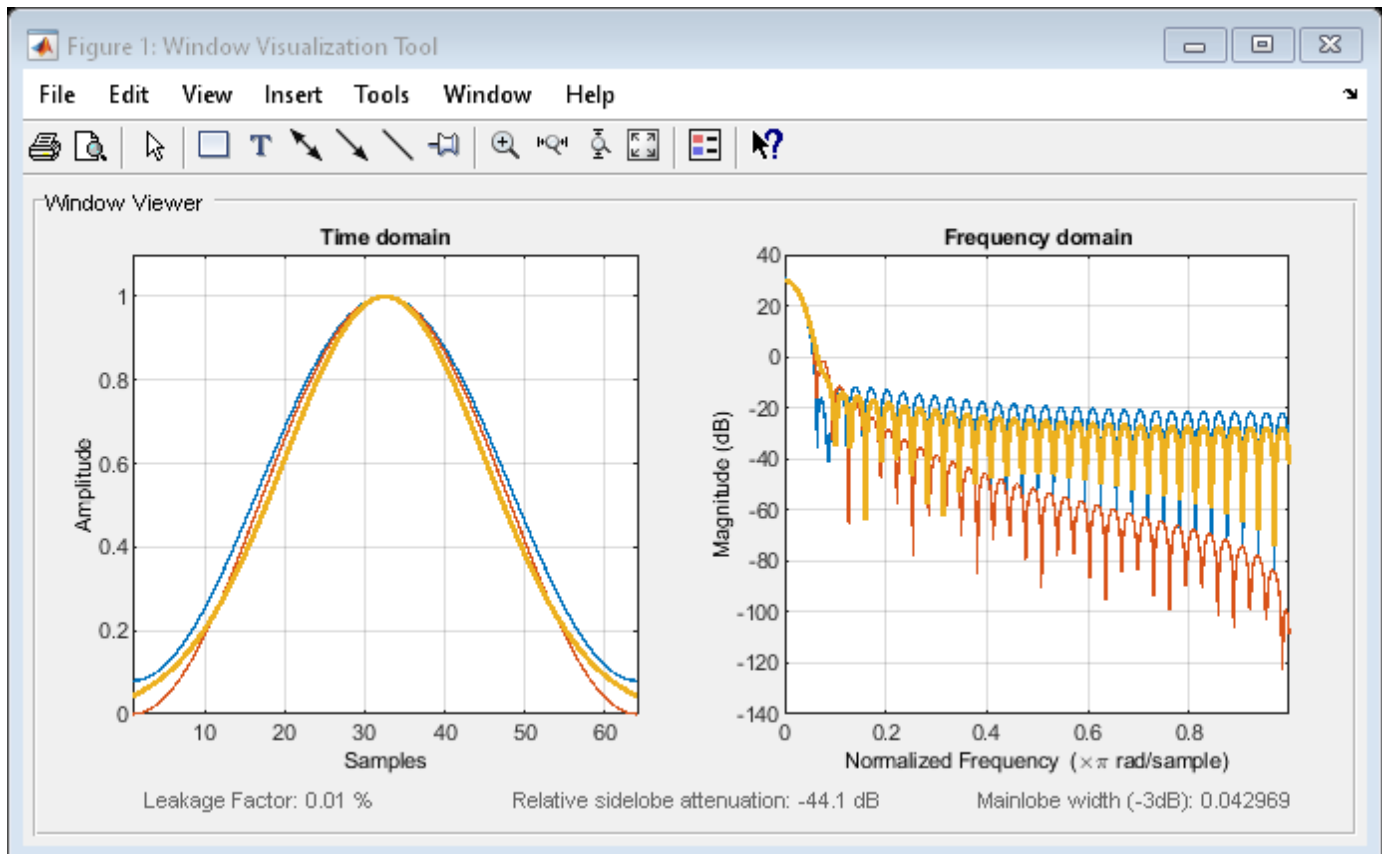 Figure 1: Window Visualization Tool
File Edit View Insert Tools Window Help
T
Window Viewer
Time domain
1
0.8
0.6
0.4
0.2
0
10 20 30 40 50 60
Amplitude
Samples
Frequency domain
40
20
0
-20
-40
-60
-80
-100
-120
-140
0 0.2 0.4 0.6 0.8
Magnitude (dB)
Normalized Frequency (×π rad/sample)
Leakage Factor: 0.01 % Relative sidelobe attenuation: -44.1 dB Mainlobe width (-3dB): 0.042969